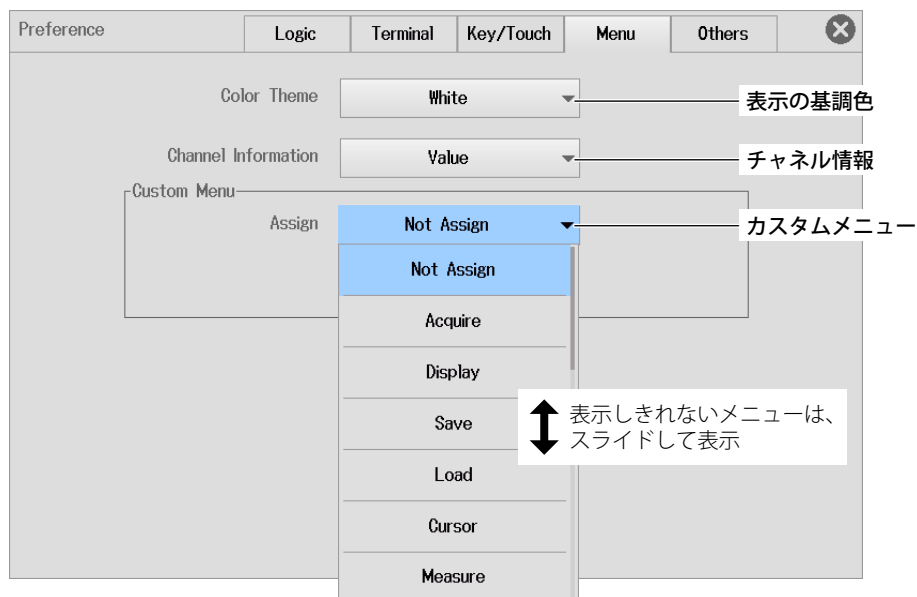 Preference
Logic
Terminal
Key/Touch
Menu
Others
Color Theme
White
表示の基調色
Channel Information
Value
チャネル情報
Custom Menu
Assign
Not Assign
カスタムメニュー
Not Assign
Acquire
Display
Save
表示しきれないメニューは、
スライドして表示
Load
Cursor
Measure